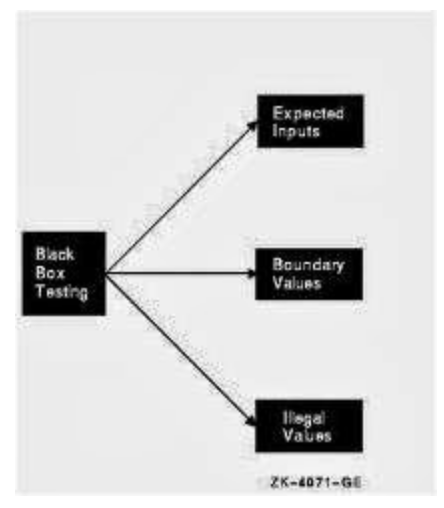 Expected
Inputs
Black
Box
Testing
Boundary
Values
Illegal
Values
ZK-4071-GE